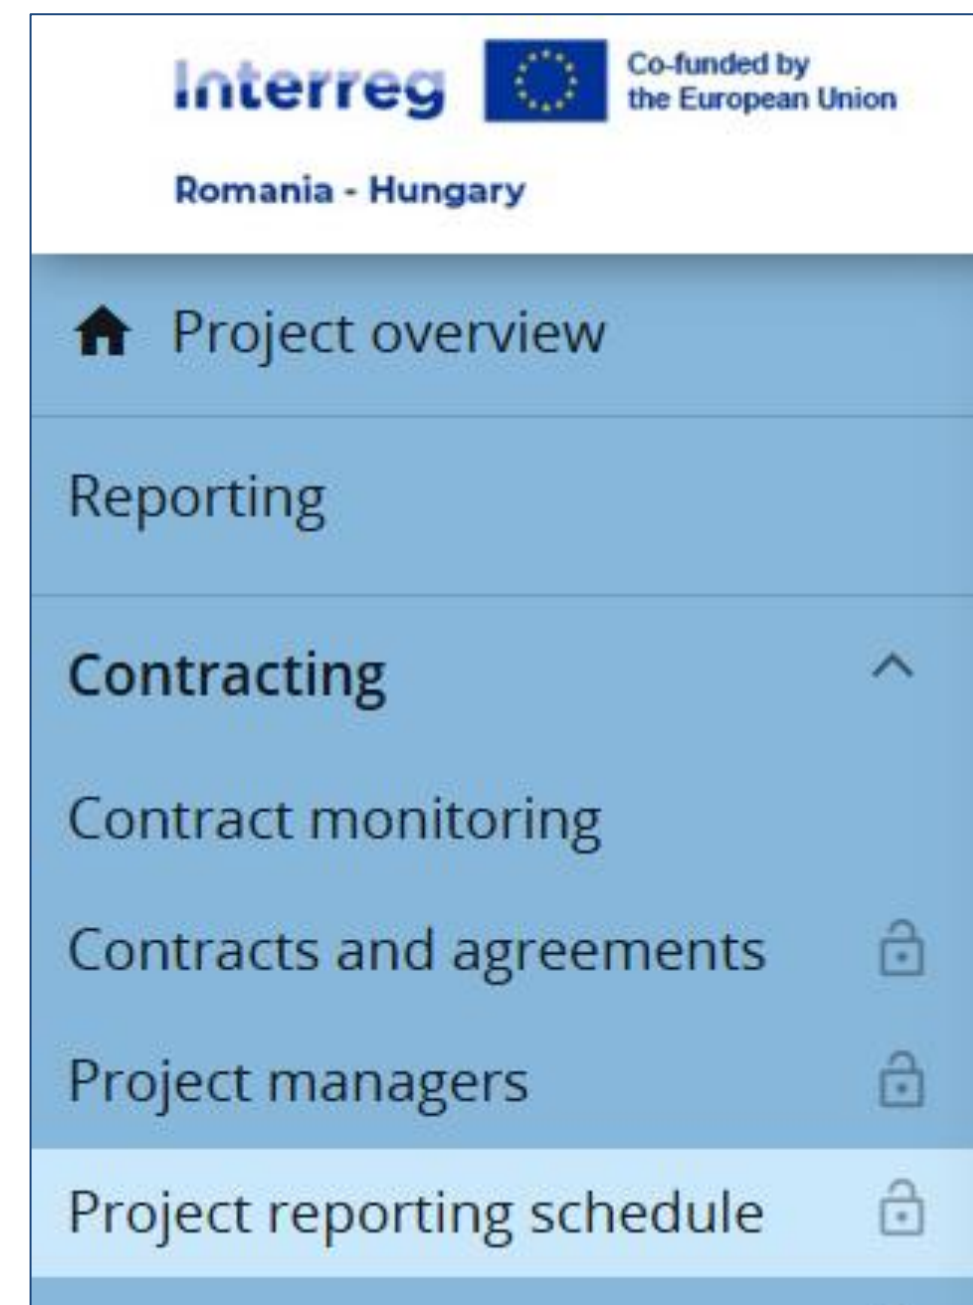 Interreg
Co-funded by
the European Union
Romania - Hungary
Project overview
Reporting
Contracting
Contract monitoring
Contracts and agreements
Project managers
Project reporting schedule